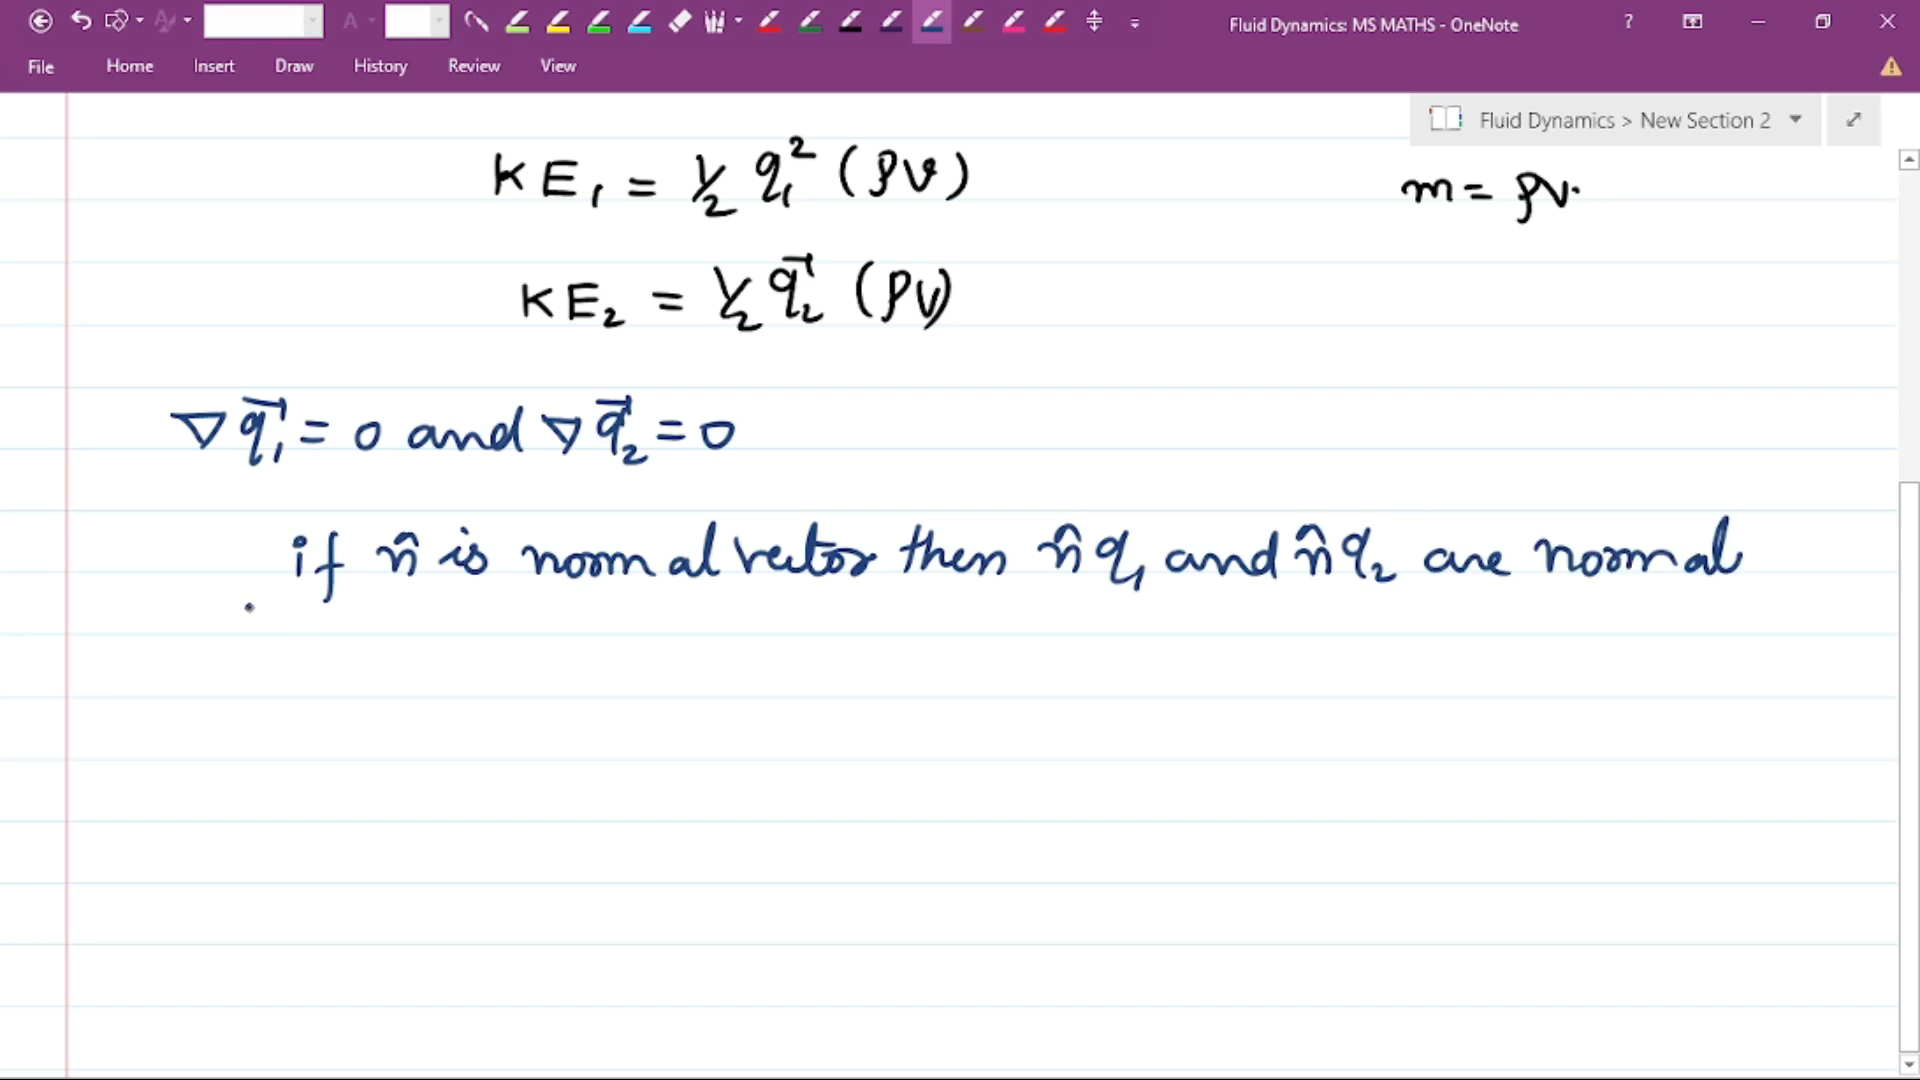 Fluid Dynamics: MS MATHS - OneNote
?
File Home Insert Draw History Review View
Fluid Dynamics > New Section 2
KE₁ = ½ q₁² (ρv)
m = ρv.
KE₂ = ½ q⃗₂ (ρv)
∇ q⃗₁ = 0 and ∇ q⃗₂ = 0
if n̂ is normal vector then n̂ q₁ and n̂ q₂ are normal